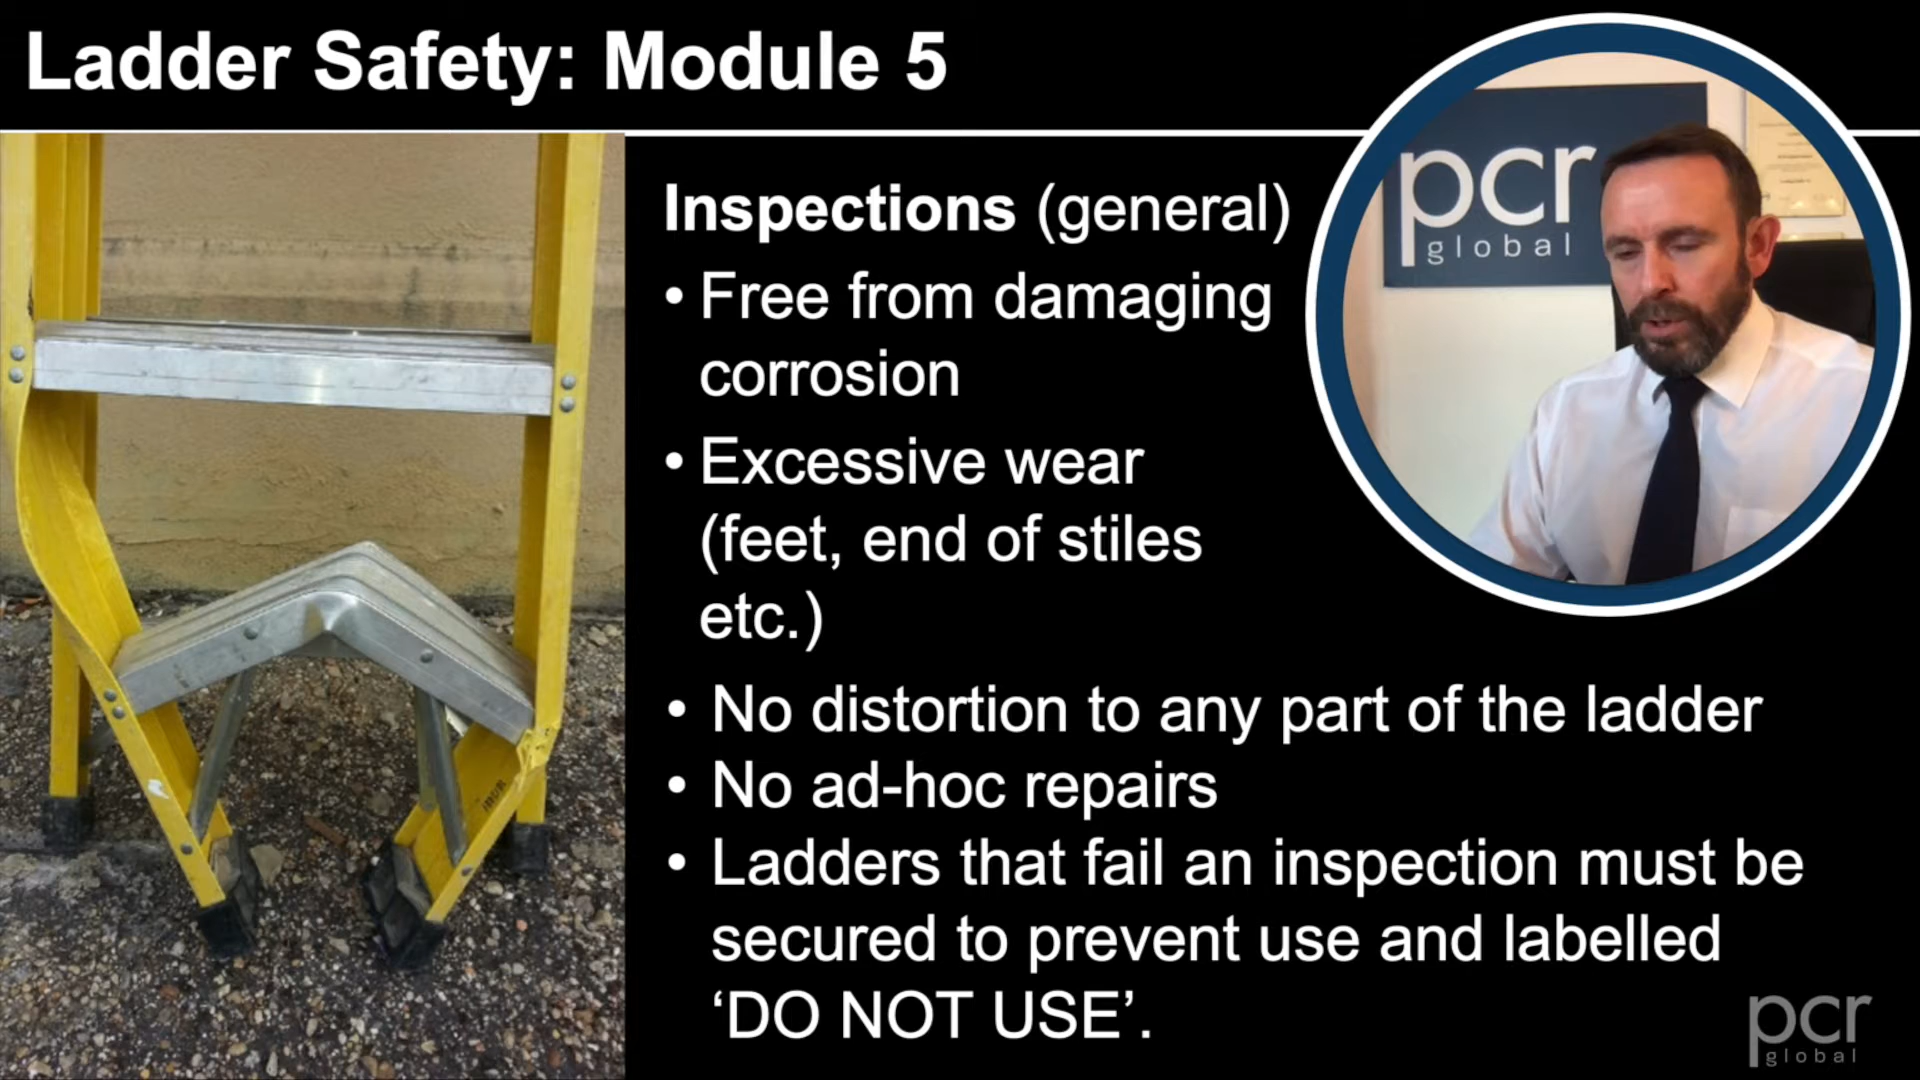 Ladder Safety: Module 5
pcr
global
Inspections (general)
• Free from damaging
corrosion
• Excessive wear
(feet, end of stiles
etc.)
• No distortion to any part of the ladder
• No ad-hoc repairs
• Ladders that fail an inspection must be
secured to prevent use and labelled
‘DO NOT USE’.
pcr
global